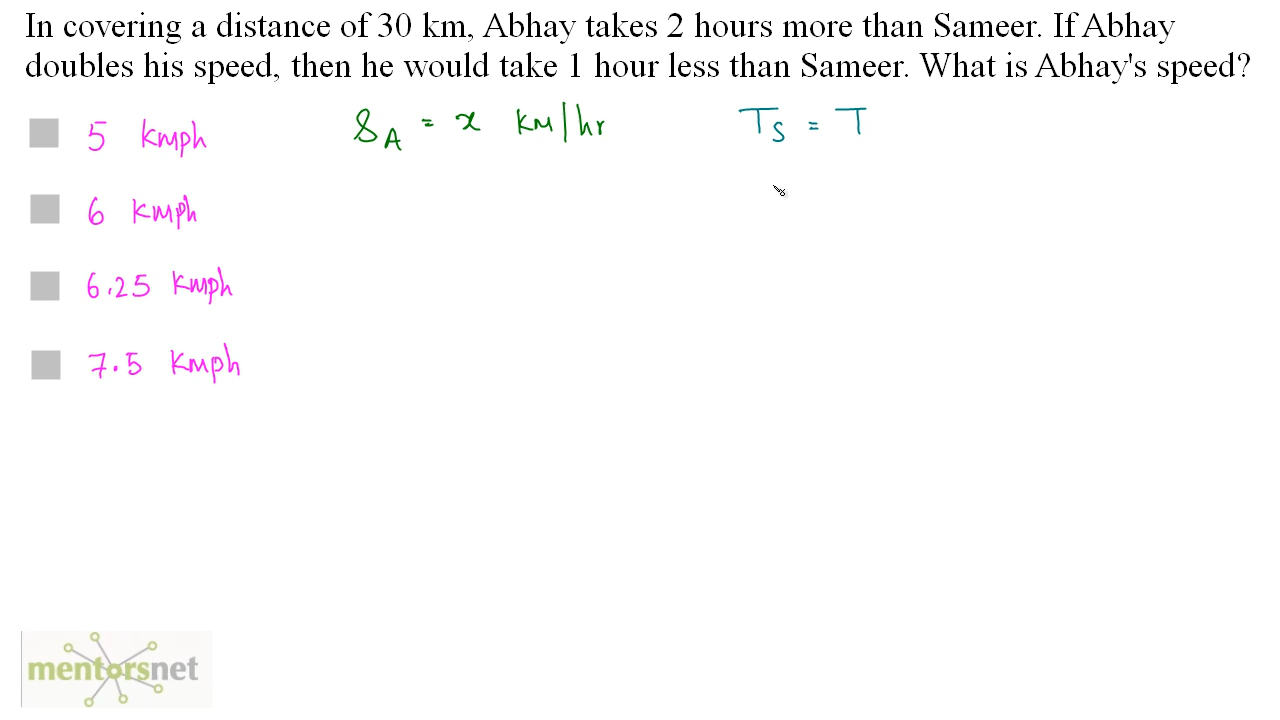 In covering a distance of 30 km, Abhay takes 2 hours more than Sameer. If Abhay
doubles his speed, then he would take 1 hour less than Sameer. What is Abhay's speed?
5 kmph
S_A = x km/hr
T_S = T
6 kmph
6.25 kmph
7.5 kmph
mentorsnet